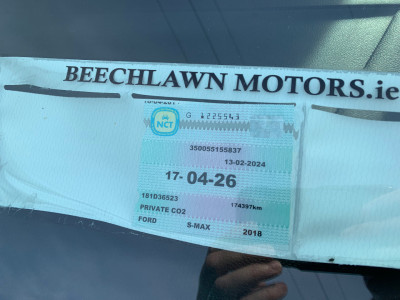 BEECHLAWN MOTORS.ie
NCT
G 1225543
350055155837
13-02-2024
17- 04-26
181D36523
174397km
PRIVATE CO2
FORD S-MAX 2018